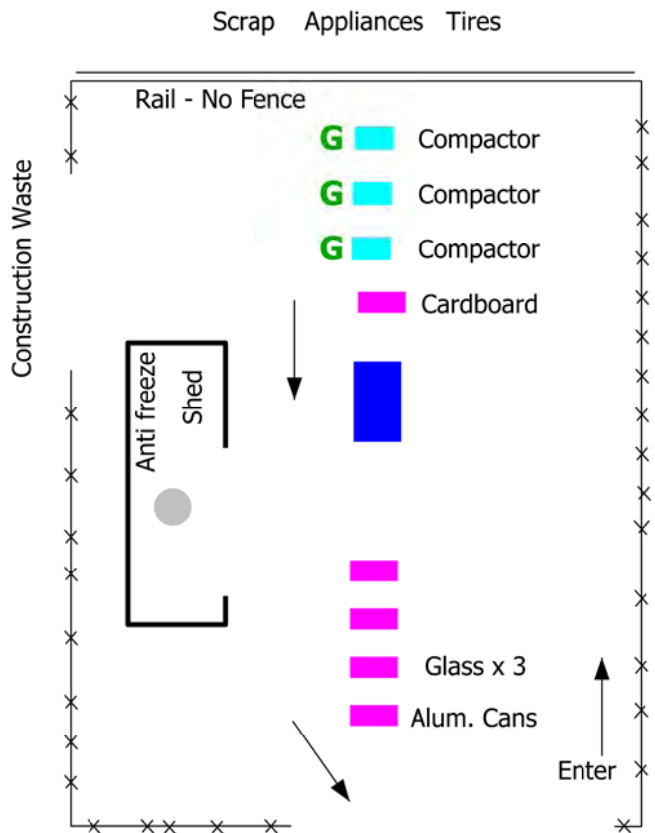 Scrap Appliances Tires
Rail - No Fence
G Compactor
G Compactor
G Compactor
Construction Waste
Cardboard
Anti freeze
Shed
Glass x 3
Alum. Cans
Enter